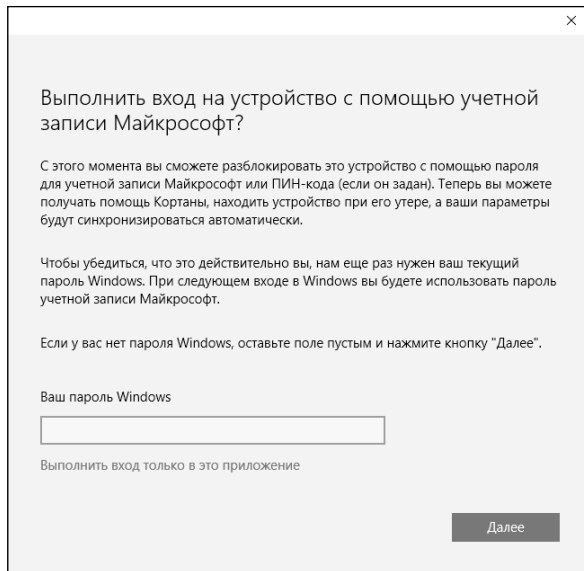 Выполнить вход на устройство с помощью учетной
записи Майкрософт?
С этого момента вы сможете разблокировать это устройство с помощью пароля
для учетной записи Майкрософт или ПИН-кода (если он задан). Теперь вы можете
получать помощь Кортаны, находить устройство при его утере, а ваши параметры
будут синхронизироваться автоматически.
Чтобы убедиться, что это действительно вы, нам еще раз нужен ваш текущий
пароль Windows. При следующем входе в Windows вы будете использовать пароль
учетной записи Майкрософт.
Если у вас нет пароля Windows, оставьте поле пустым и нажмите кнопку "Далее".
Ваш пароль Windows
Выполнить вход только в это приложение
Далее